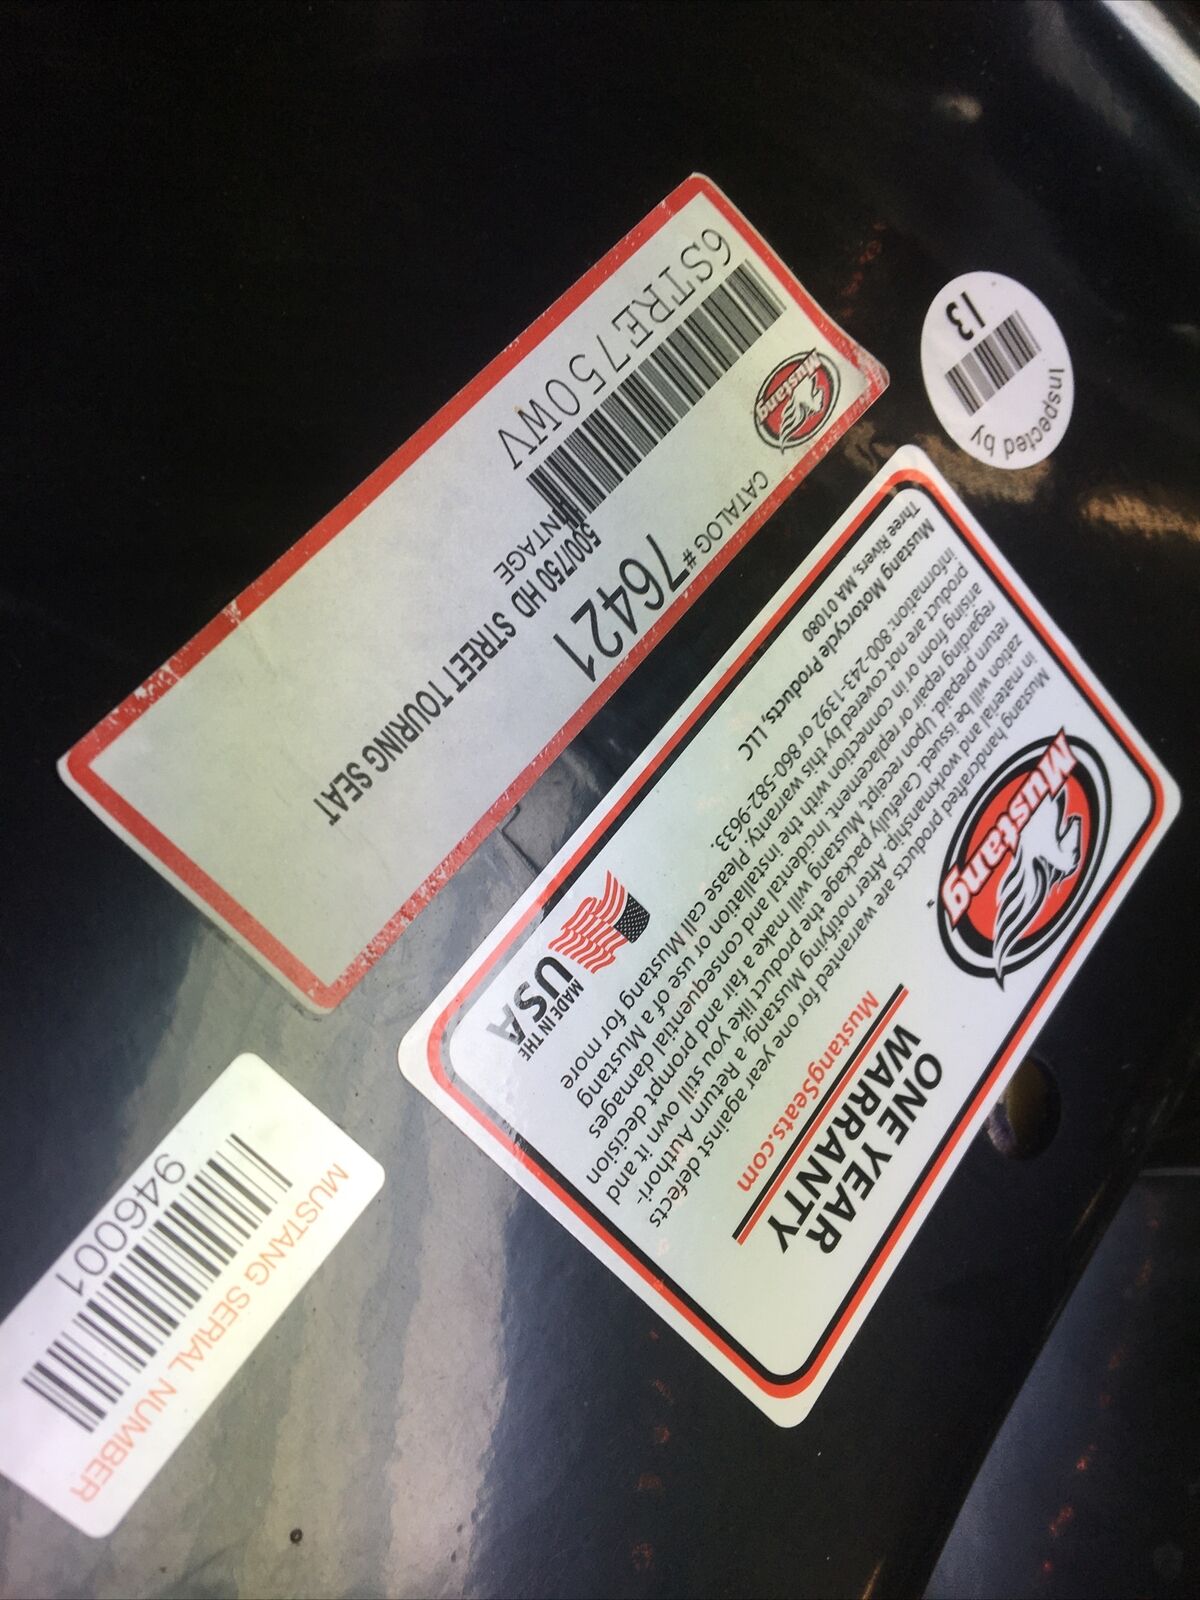 6STRE750WV
Mustang
CATALOG #
76421
500/750 HD STREET TOURING SEAT
VINTAGE
Inspected by
13
Mustang
™
ONE YEAR
WARRANTY
MustangSeats.com
Mustang handcrafted products are warranted for one year against defects
in material and workmanship. After notifying Mustang, a Return Authori-
zation will be issued. Carefully package the product like you still own it and
return prepaid. Upon receipt, Mustang will make a fair and prompt decision
regarding repair or replacement. Incidental and consequential damages
arising from or in connection with the installation or use of a Mustang
product are not covered by this warranty. Please call Mustang for more
information: 800-243-1392 or 860-582-9633.
Mustang Motorcycle Products, LLC
Three Rivers, MA 01080
MADE IN THE
USA
MUSTANG SERIAL NUMBER
9460001